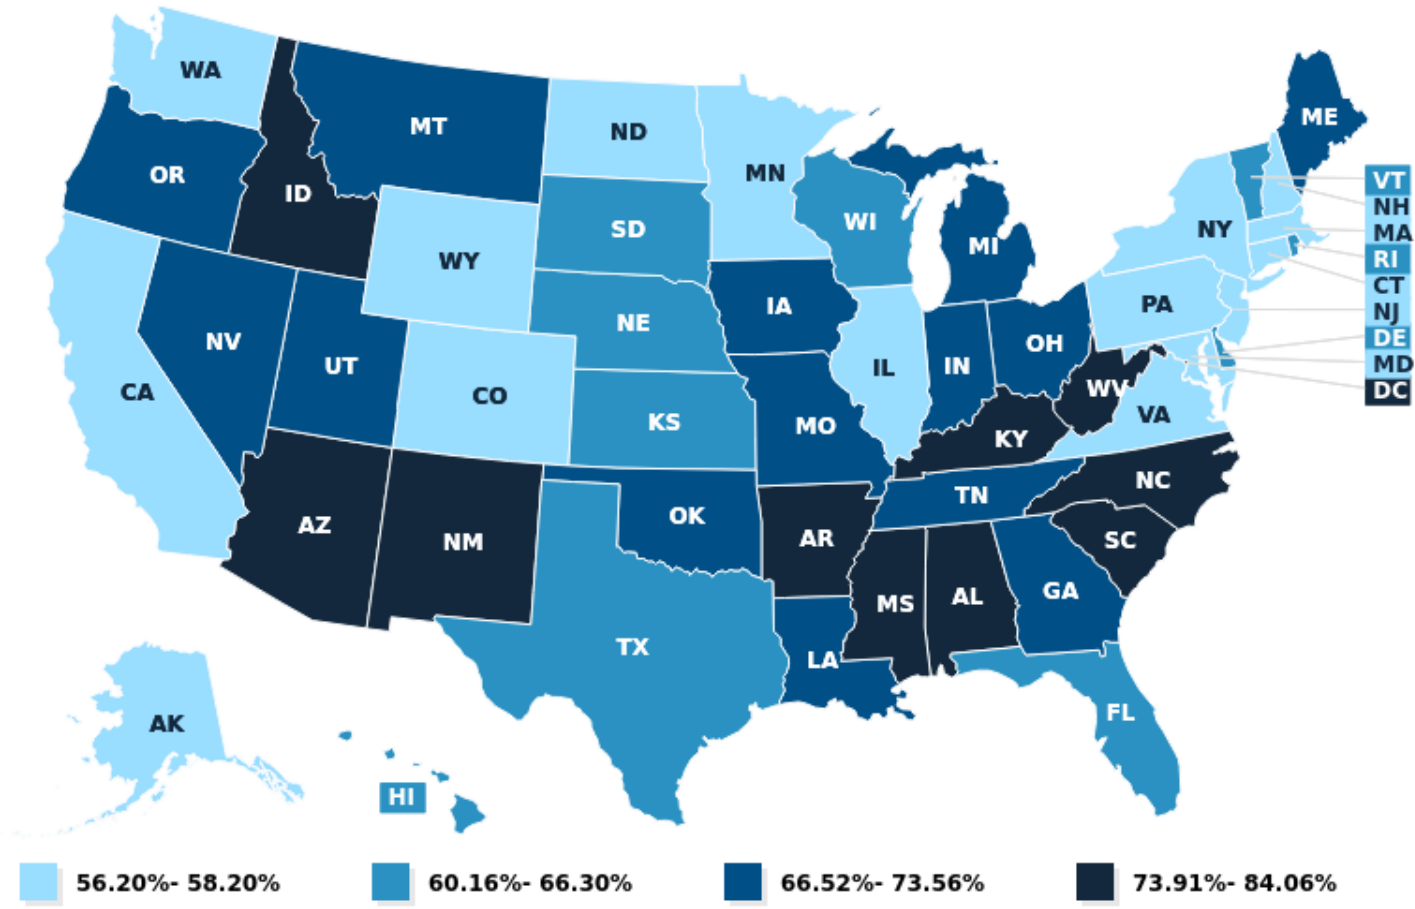 WA
MT
ME
ND
OR
MN
VT
ID
NH
WI
SD
NY
MA
MI
WY
RI
CT
IA
PA
NJ
NE
NV
OH
DE
UT
IL
IN
MD
CA
CO
WV
DC
VA
KS
MO
KY
NC
TN
OK
AZ
AR
SC
NM
GA
MS
AL
TX
LA
FL
AK
HI
56.20%- 58.20%
60.16%- 66.30%
66.52%- 73.56%
73.91%- 84.06%